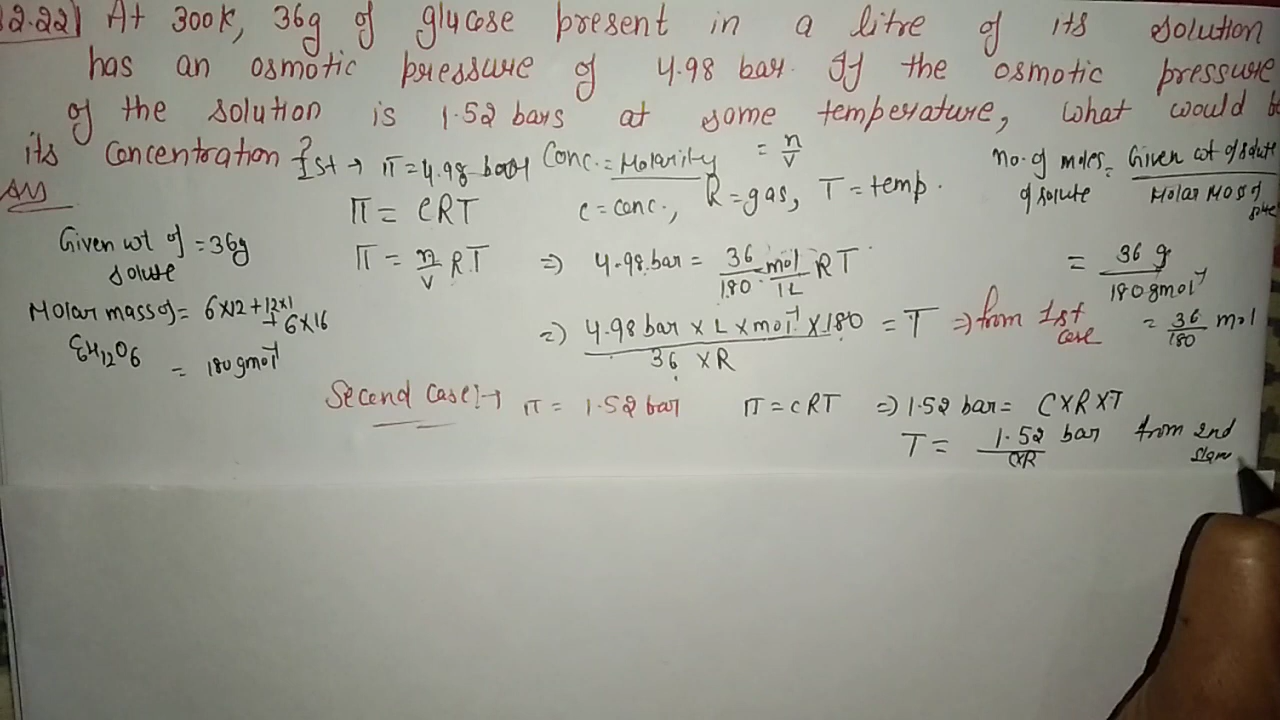 2.22) At 300K, 36g of glucose present in a litre of its solution
has an osmotic pressure of 4.98 bar. If the osmotic pressure
of the solution is 1.52 bars at some temperature, what would be
its concentration?
Ans
Ist → π = 4.98 bar
Conc. = Molarity = n/V
no. of moles of solute = Given wt of solute / Molar Mass of solute
π = CRT
c = conc., R = gas, T = temp.
Given wt of solute = 36g
π = n/V RT ⇒ 4.98 bar = 36/180 mol/1L RT
= 36 g / 180 g mol⁻¹
Molar mass of C6H12O6 = 6×12 + 12×1 + 6×16
= 180 g mol⁻¹
⇒ 4.98 bar × L × mol⁻¹ × 180 / 36 × R = T ⇒ from 1st case
= 36/180 mol
Second Case :→ π = 1.52 bar π = CRT ⇒ 1.52 bar = C×R×T
T = 1.52 bar / C×R from 2nd